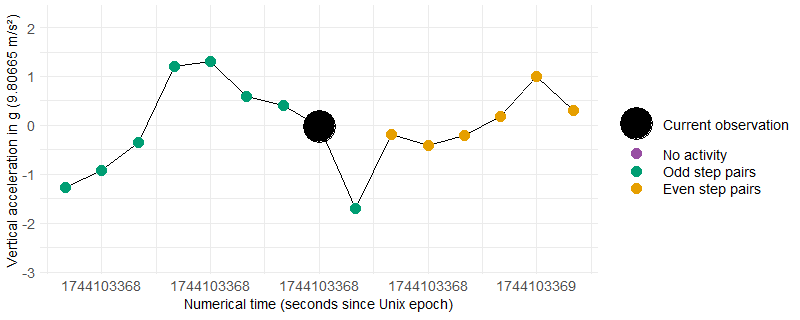 Vertical acceleration in g (9.80665 m/s²)
2
1
0
-1
-2
-3
1744103368 1744103368 1744103368 1744103368 1744103369
Numerical time (seconds since Unix epoch)
Current observation
No activity
Odd step pairs
Even step pairs